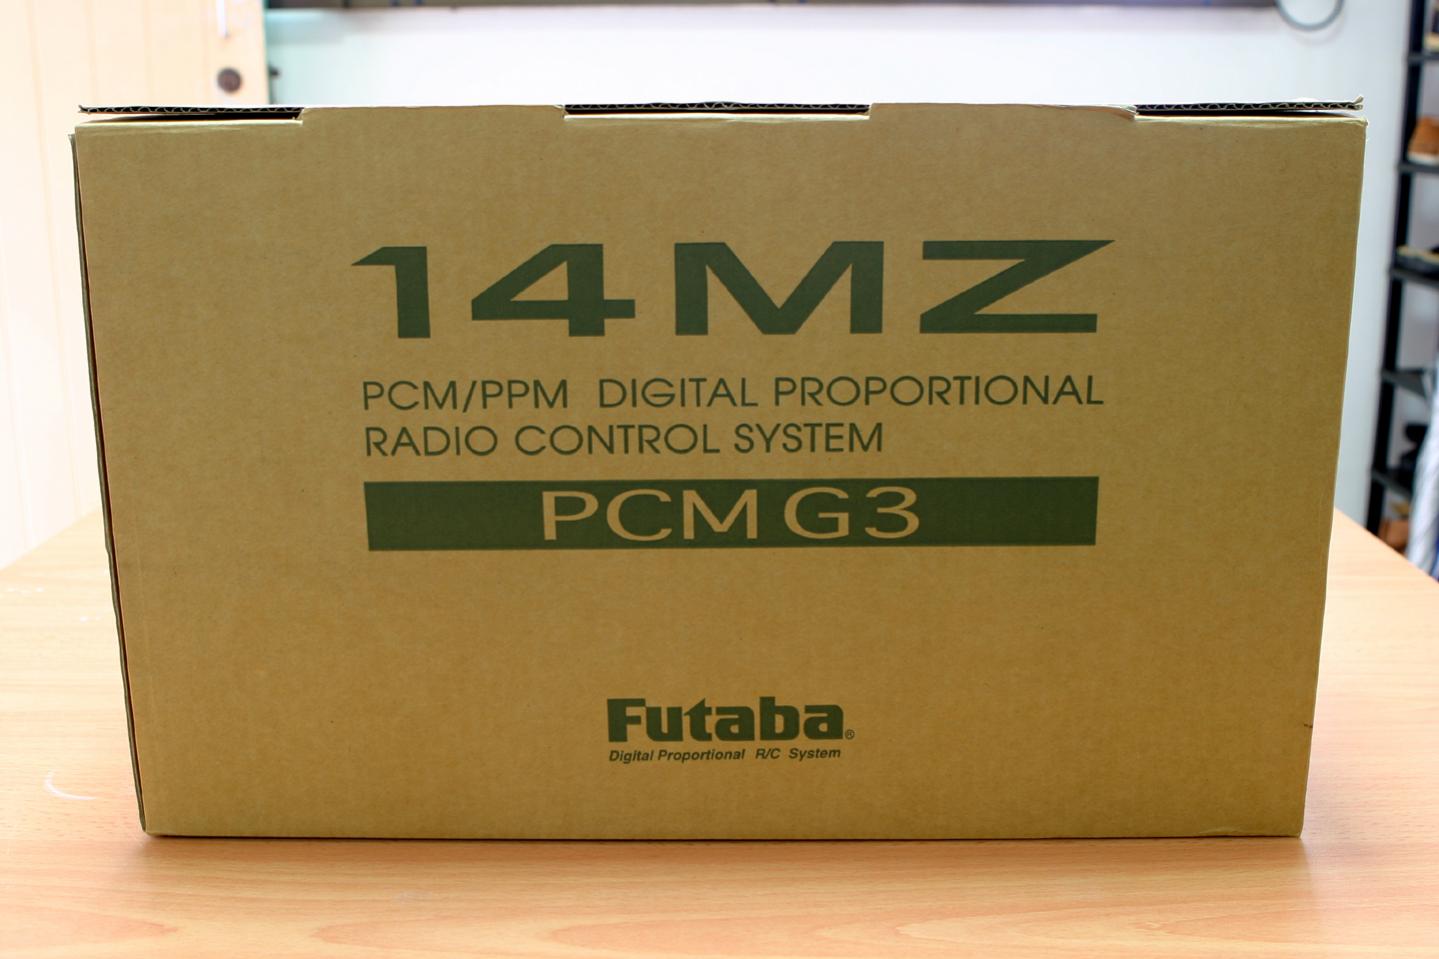 14MZ
PCM/PPM DIGITAL PROPORTIONAL
RADIO CONTROL SYSTEM
PCM G3
Futaba®
Digital Proportional R/C System